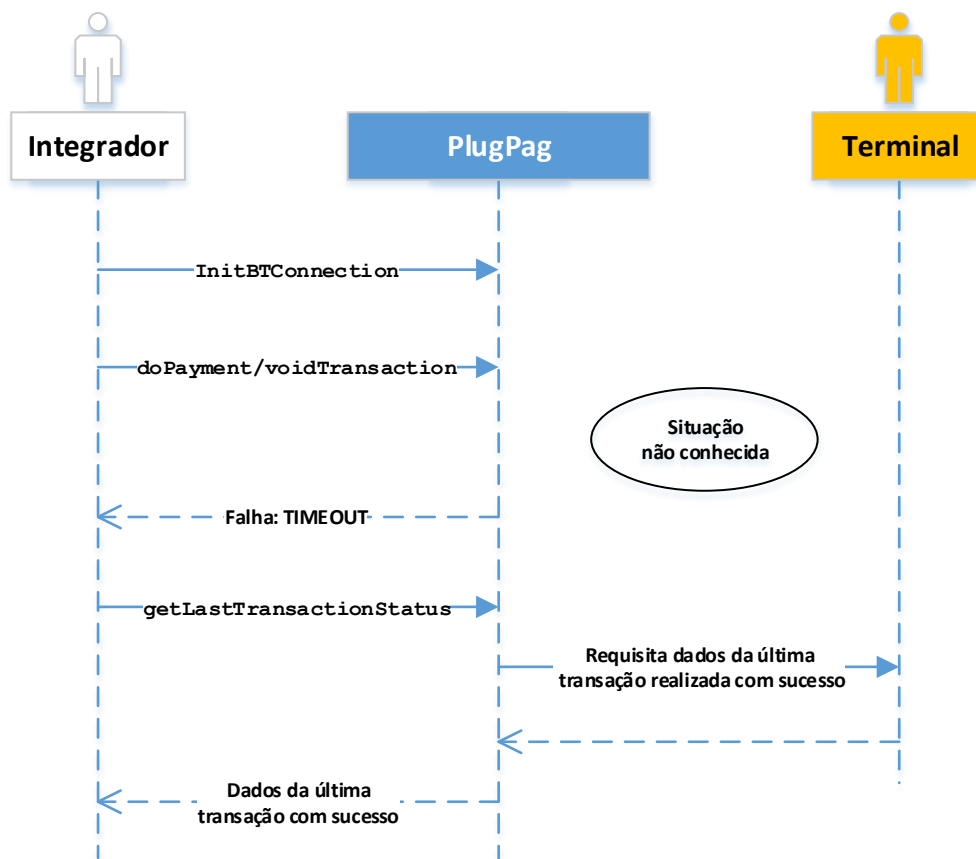 Integrador
PlugPag
Terminal
InitBTConnection
doPayment/voidTransaction
Situação
não conhecida
Falha: TIMEOUT
getLastTransactionStatus
Requisita dados da última
transação realizada com sucesso
Dados da última
transação com sucesso